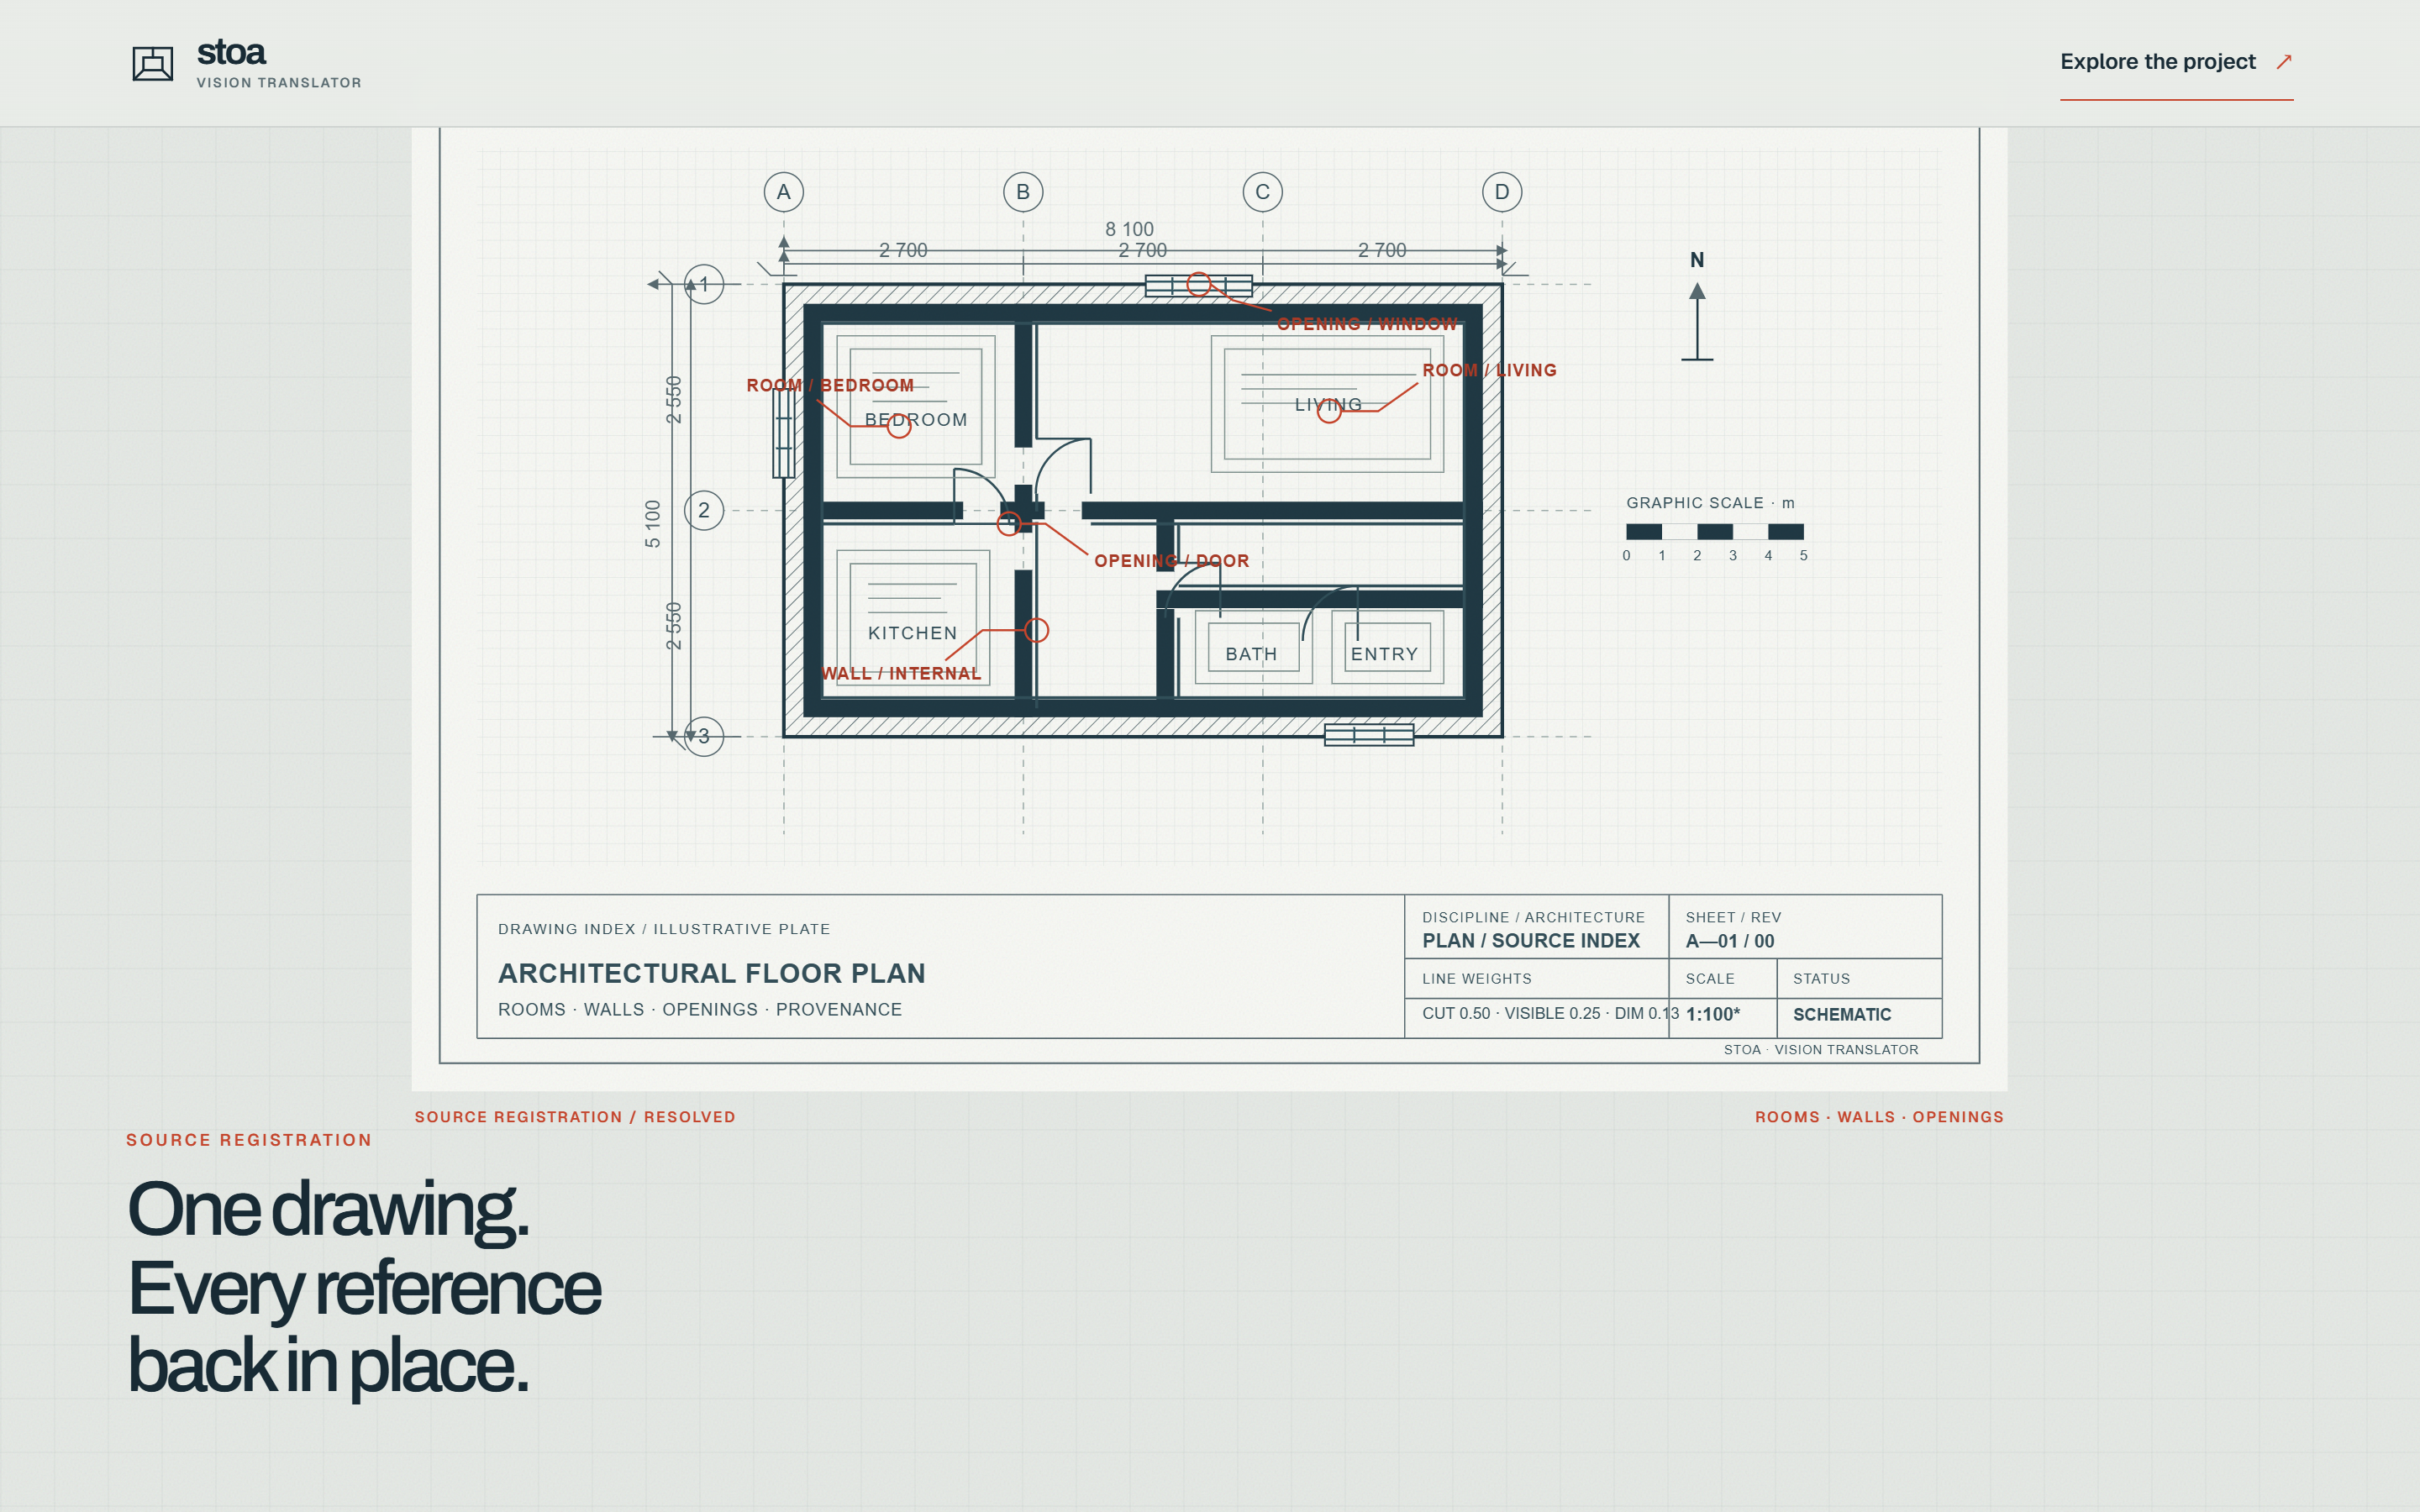 stoa
VISION TRANSLATOR
Explore the project ↗
A
B
C
D
8 100
2 700
2 700
2 700
N
1
OPENING / WINDOW
ROOM / LIVING
ROOM / BEDROOM
2 550
LIVING
BEDROOM
GRAPHIC SCALE · m
2
5 100
0 1 2 3 4 5
OPENING / DOOR
2 550
KITCHEN
BATH
ENTRY
WALL / INTERNAL
3
DRAWING INDEX / ILLUSTRATIVE PLATE
ARCHITECTURAL FLOOR PLAN
ROOMS · WALLS · OPENINGS · PROVENANCE
DISCIPLINE / ARCHITECTURE
PLAN / SOURCE INDEX
SHEET / REV
A—01 / 00
LINE WEIGHTS
CUT 0.50 · VISIBLE 0.25 · DIM 0.13
SCALE
1:100*
STATUS
SCHEMATIC
STOA · VISION TRANSLATOR
SOURCE REGISTRATION / RESOLVED
ROOMS · WALLS · OPENINGS
SOURCE REGISTRATION
One drawing.
Every reference
back in place.